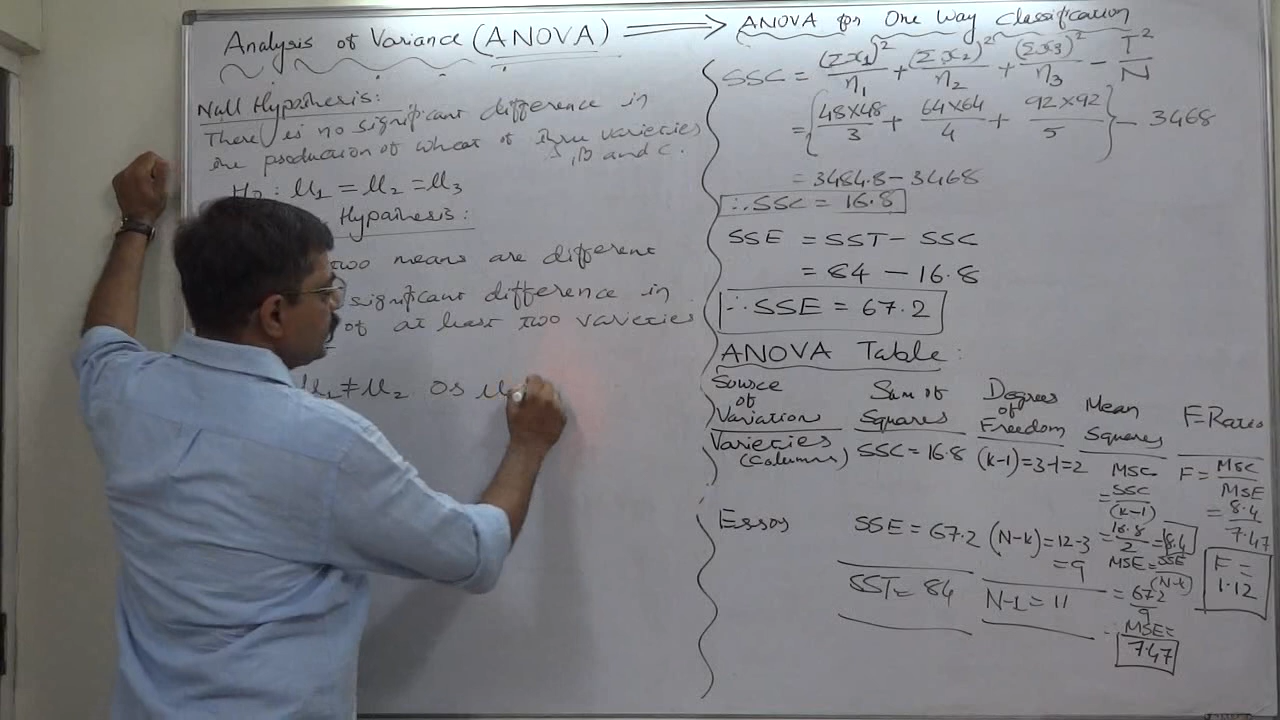 Analysis of Variance (ANOVA) ⟹ ANOVA for One Way Classification
Null Hypothesis:
There is no significant difference in
the production of wheat of three varieties
B and C.
H0 : μ1 = μ2 = μ3
Hypothesis:
two means are different
significant difference in
of at least two varieties
μ1 ≠ μ2 or μ
SSC = (Σx1)²/n1 + (Σx2)²/n2 + (Σx3)²/n3 − T²/N
= {48×48/3 + 64×64/4 + 92×92/5} − 3468
= 3484.8 − 3468
∴ SSC = 16.8
SSE = SST − SSC
= 84 − 16.8
∴ SSE = 67.2
ANOVA Table:
Source of Variation Sum of Squares Degrees of Freedom Mean Squares F-Ratio
Varieties (Columns) SSC = 16.8 (k−1)=3−1=2 MSC F = MSC/MSE
= SSC/(k−1) = 8.4/7.47
= 16.8/2 = 8.4 F = 1.12
Error SSE = 67.2 (N−k) = 12−3 = 9 MSE = SSE/(N−k)
= 67.2/9
SST = 84 N−1 = 11 ∴ MSE = 7.47